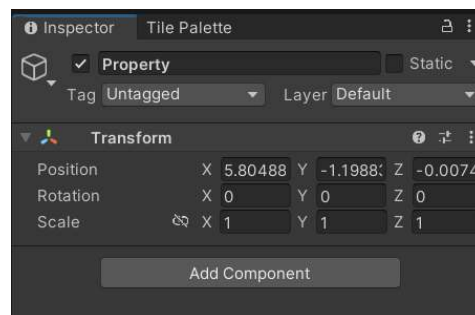 Inspector Tile Palette
Property Static
Tag Untagged Layer Default
Transform
Position X 5.80488 Y -1.1988 Z -0.0074
Rotation X 0 Y 0 Z 0
Scale X 1 Y 1 Z 1
Add Component